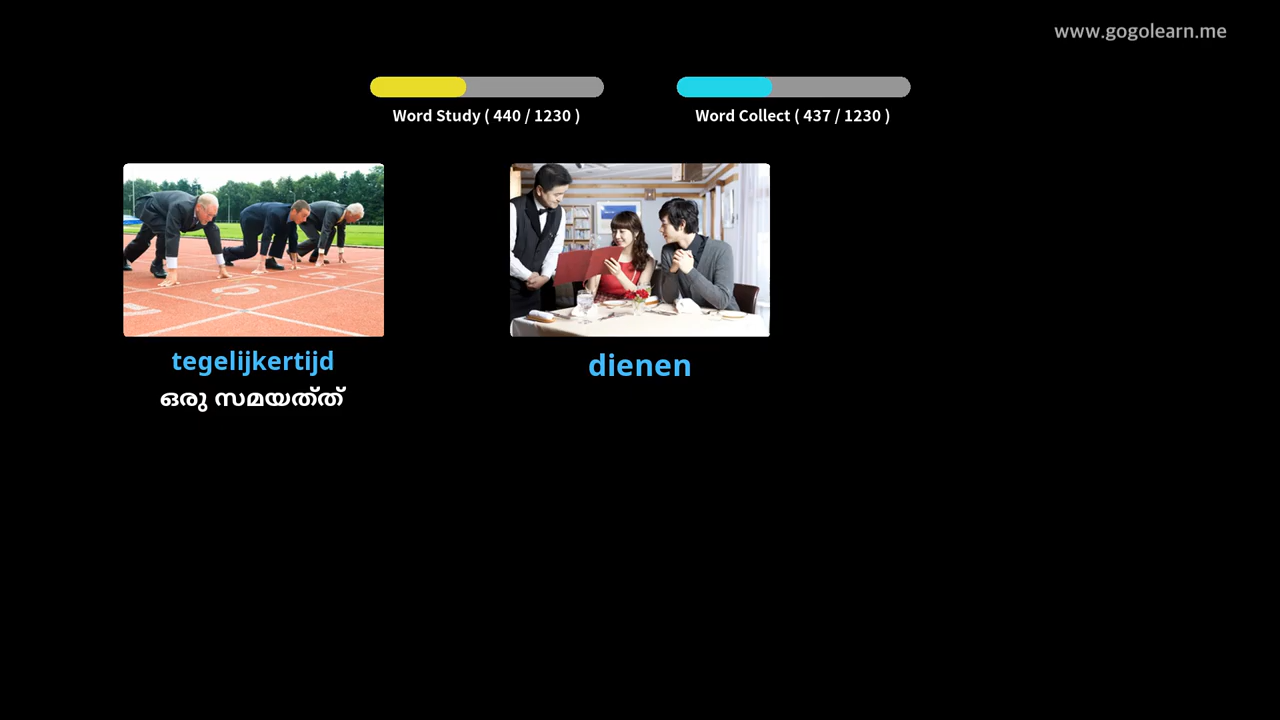 www.gogolearn.me
Word Study ( 440 / 1230 )
Word Collect ( 437 / 1230 )
tegelijkertijd
ഒരു സമയത്ത്
dienen